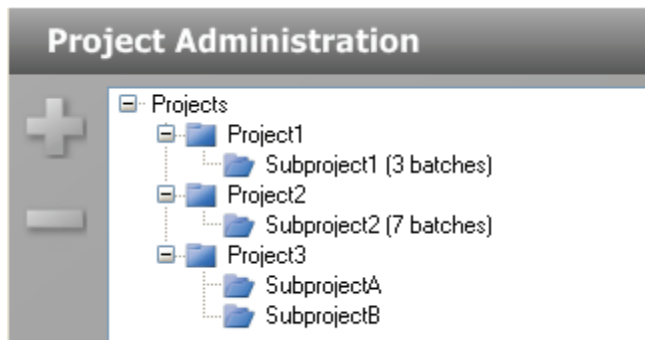 Project Administration
Projects
Project1
Subproject1 (3 batches)
Project2
Subproject2 (7 batches)
Project3
SubprojectA
SubprojectB